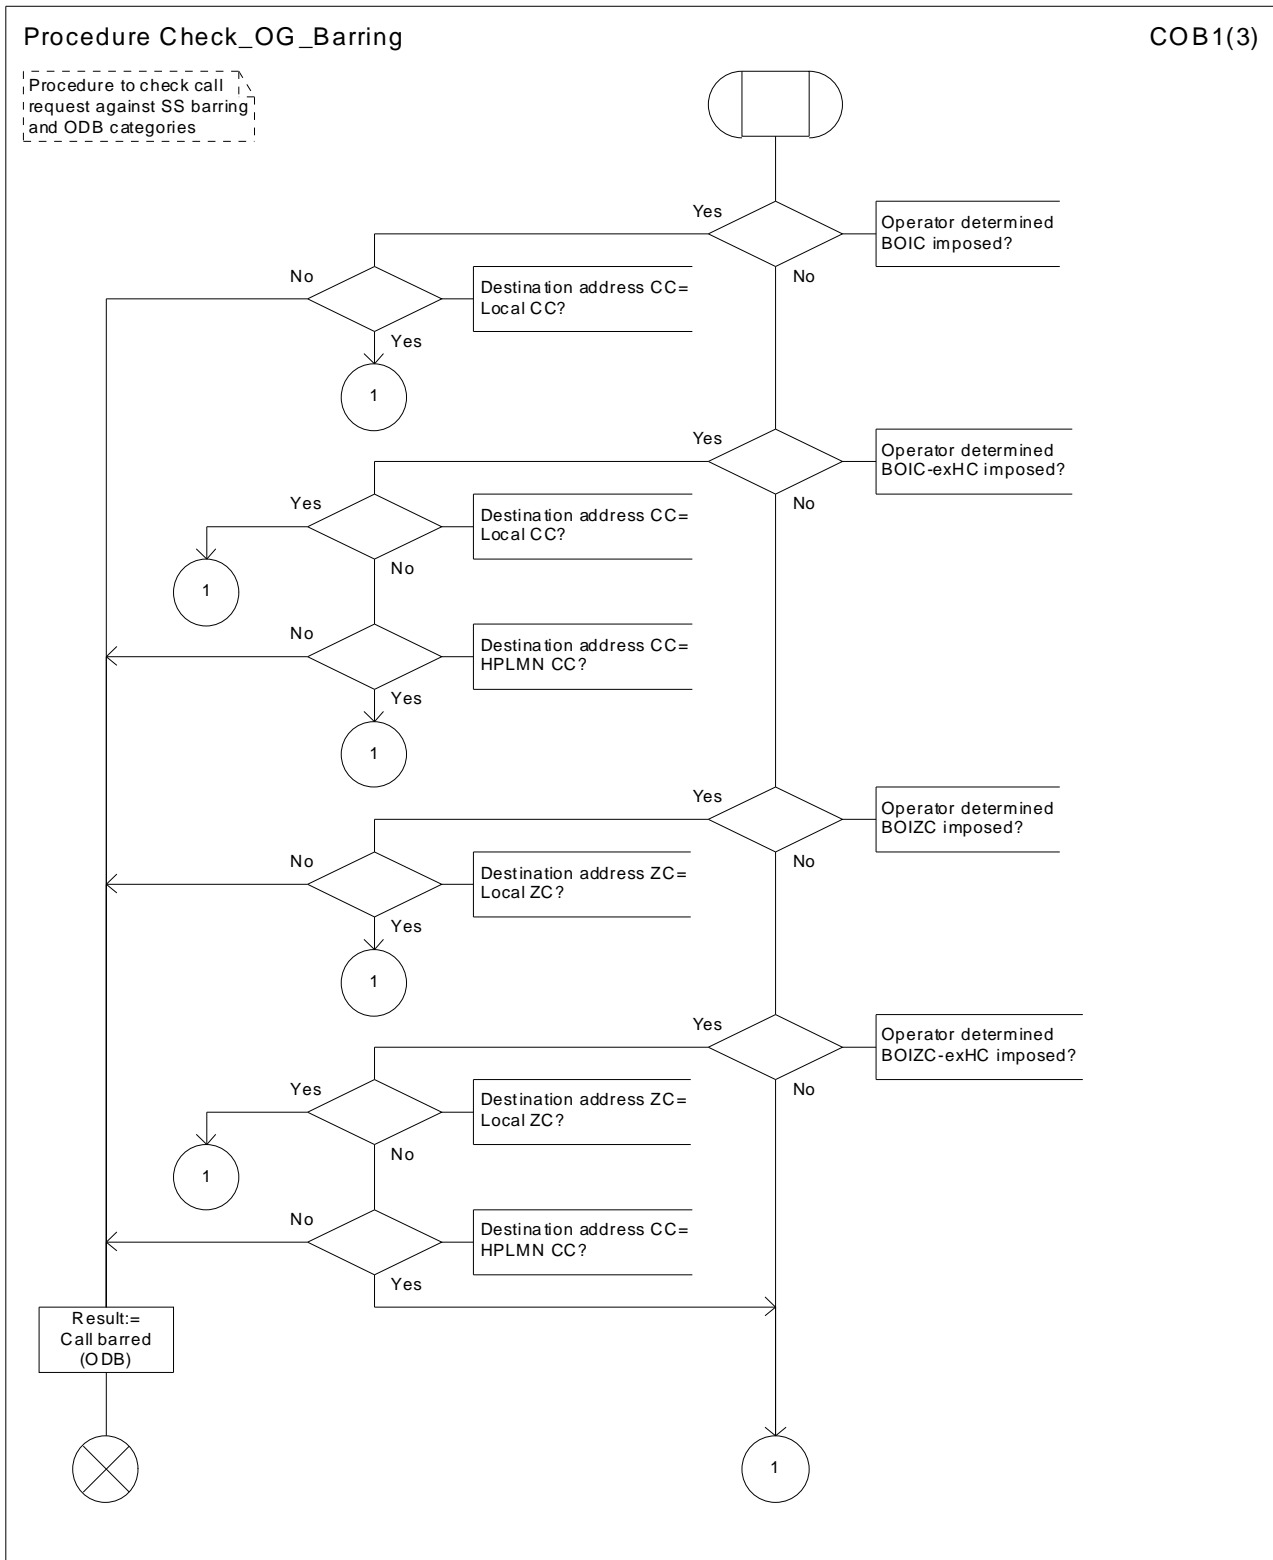 Procedure Check_OG_Barring
COB1(3)
Procedure to check call
request against SS barring
and ODB categories
Yes
Operator determined
BOIC imposed?
No
No
Destination address CC=
Local CC?
Yes
1
Yes
Operator determined
BOIC-exHC imposed?
No
Yes
Destination address CC=
Local CC?
No
1
No
Destination address CC=
HPLMN CC?
Yes
1
Yes
Operator determined
BOIZC imposed?
No
No
Destination address ZC=
Local ZC?
Yes
1
Yes
Operator determined
BOIZC-exHC imposed?
No
Yes
Destination address ZC=
Local ZC?
No
1
No
Destination address CC=
HPLMN CC?
Yes
Result:=
Call barred
(ODB)
1